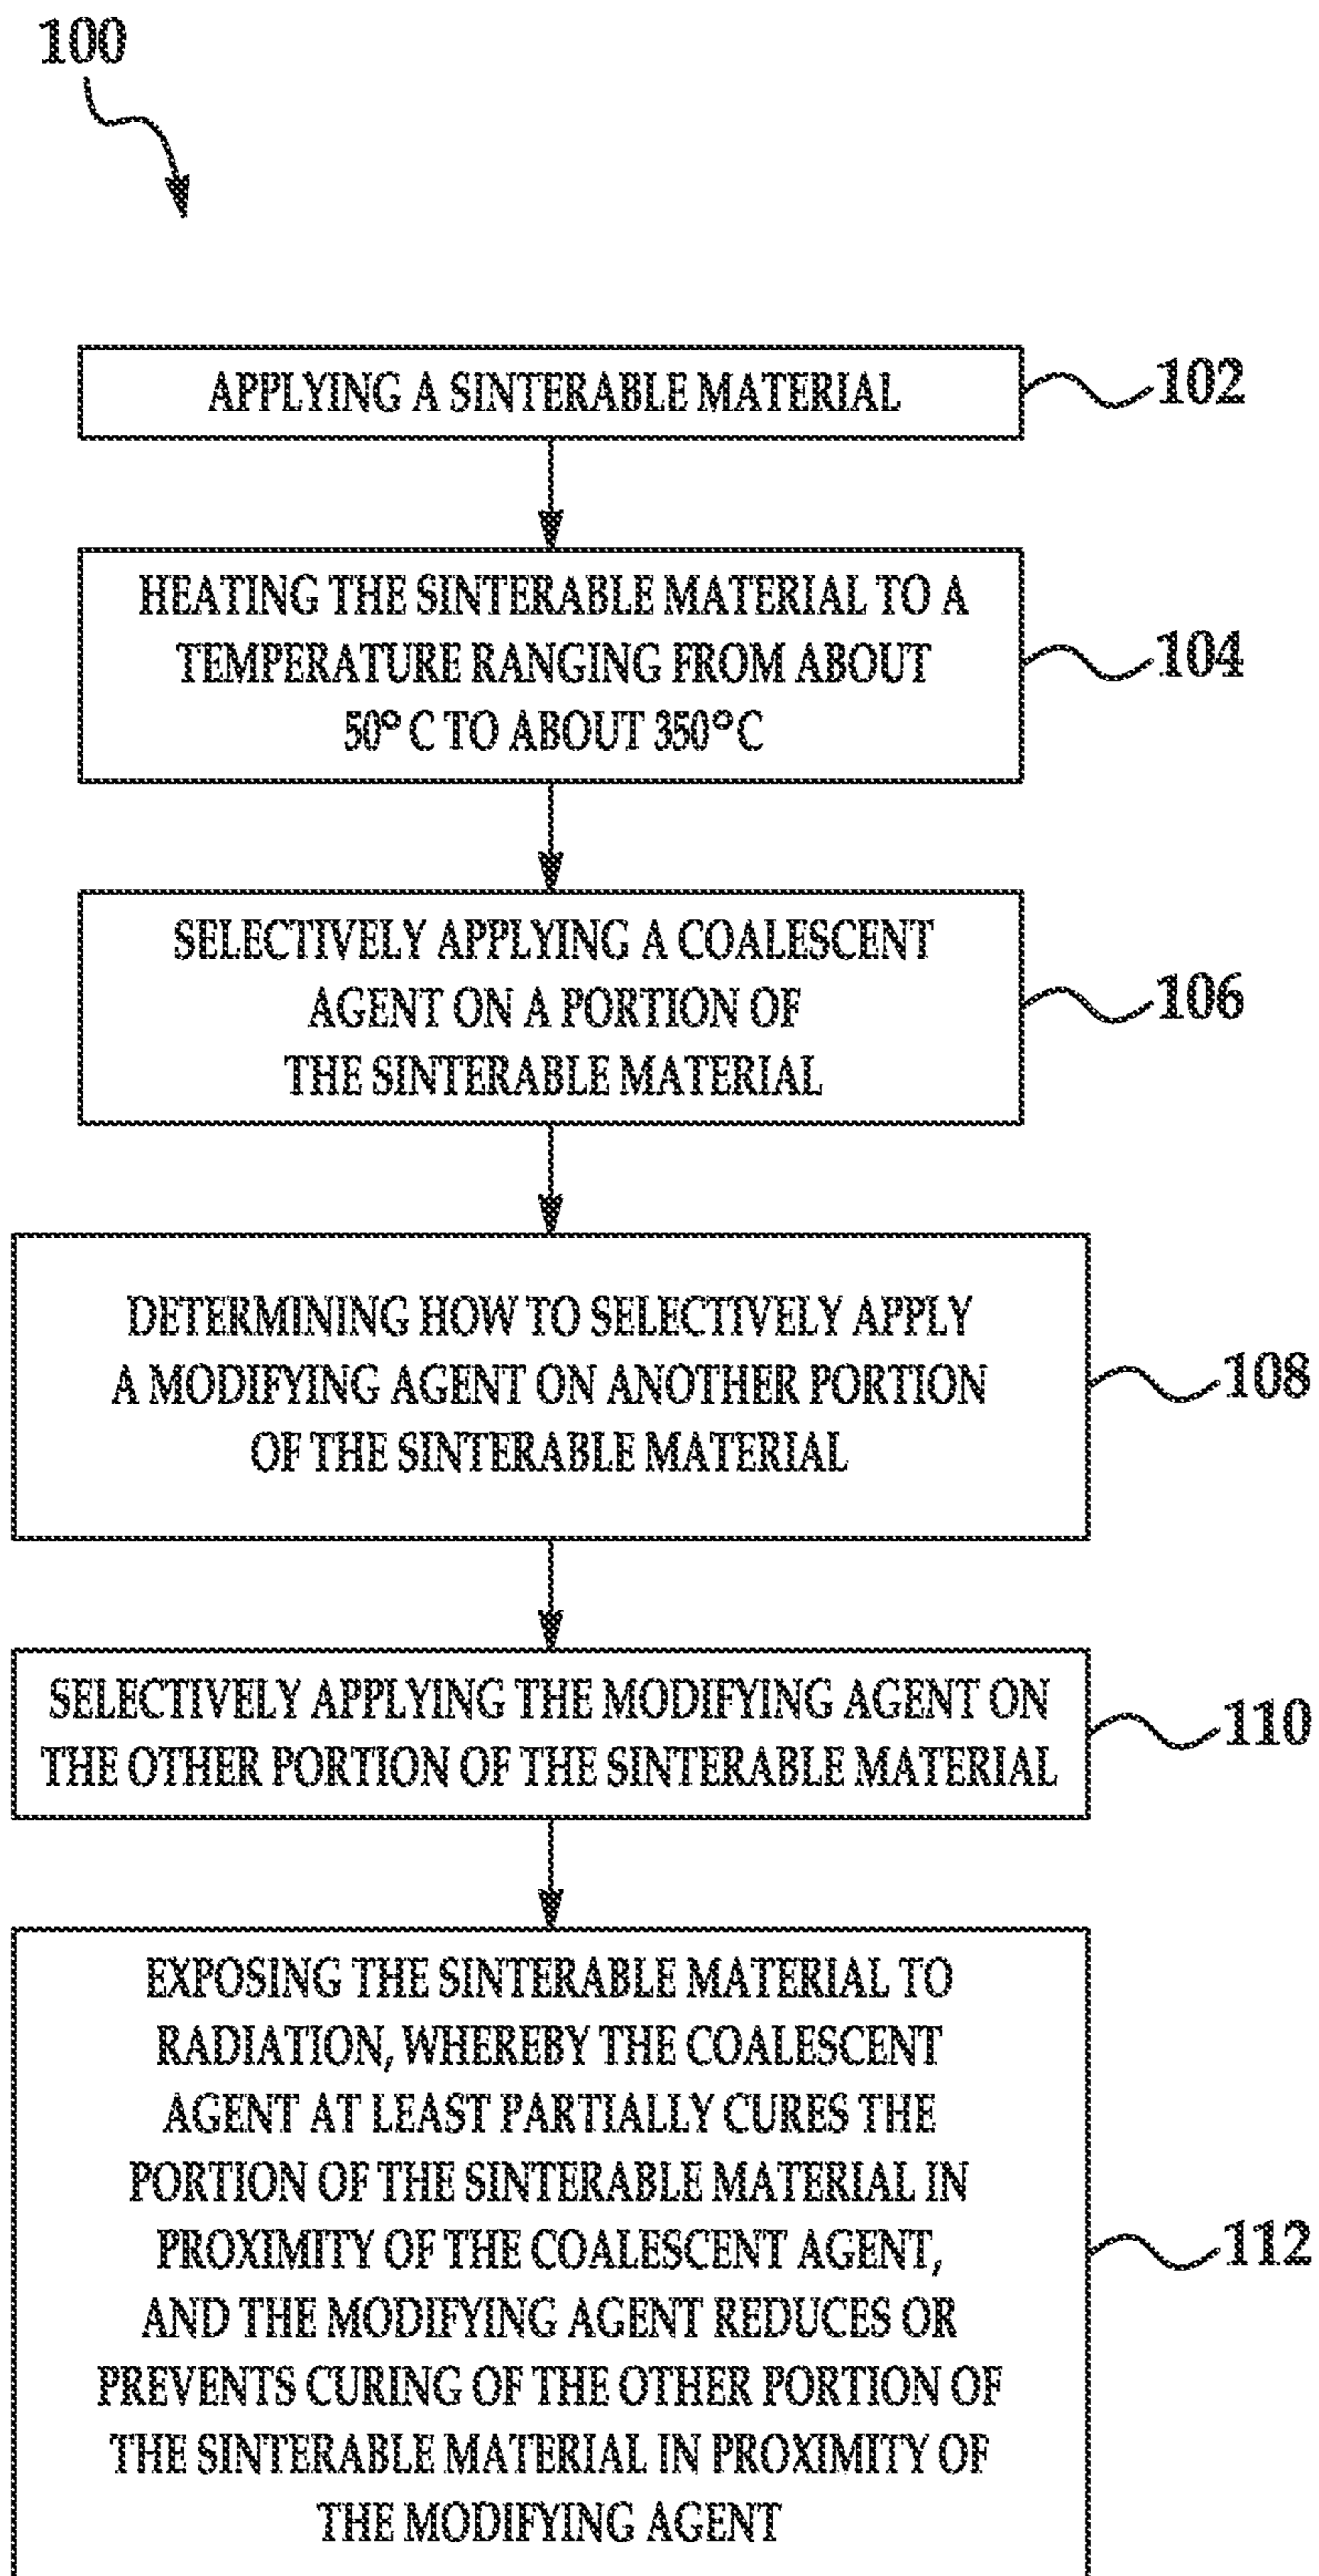 100
APPLYING A SINTERABLE MATERIAL
102
HEATING THE SINTERABLE MATERIAL TO A
TEMPERATURE RANGING FROM ABOUT
50° C TO ABOUT 350°C
104
SELECTIVELY APPLYING A COALESCENT
AGENT ON A PORTION OF
THE SINTERABLE MATERIAL
106
DETERMINING HOW TO SELECTIVELY APPLY
A MODIFYING AGENT ON ANOTHER PORTION
OF THE SINTERABLE MATERIAL
108
SELECTIVELY APPLYING THE MODIFYING AGENT ON
THE OTHER PORTION OF THE SINTERABLE MATERIAL
110
EXPOSING THE SINTERABLE MATERIAL TO
RADIATION, WHEREBY THE COALESCENT
AGENT AT LEAST PARTIALLY CURES THE
PORTION OF THE SINTERABLE MATERIAL IN
PROXIMITY OF THE COALESCENT AGENT,
AND THE MODIFYING AGENT REDUCES OR
PREVENTS CURING OF THE OTHER PORTION OF
THE SINTERABLE MATERIAL IN PROXIMITY OF
THE MODIFYING AGENT
112